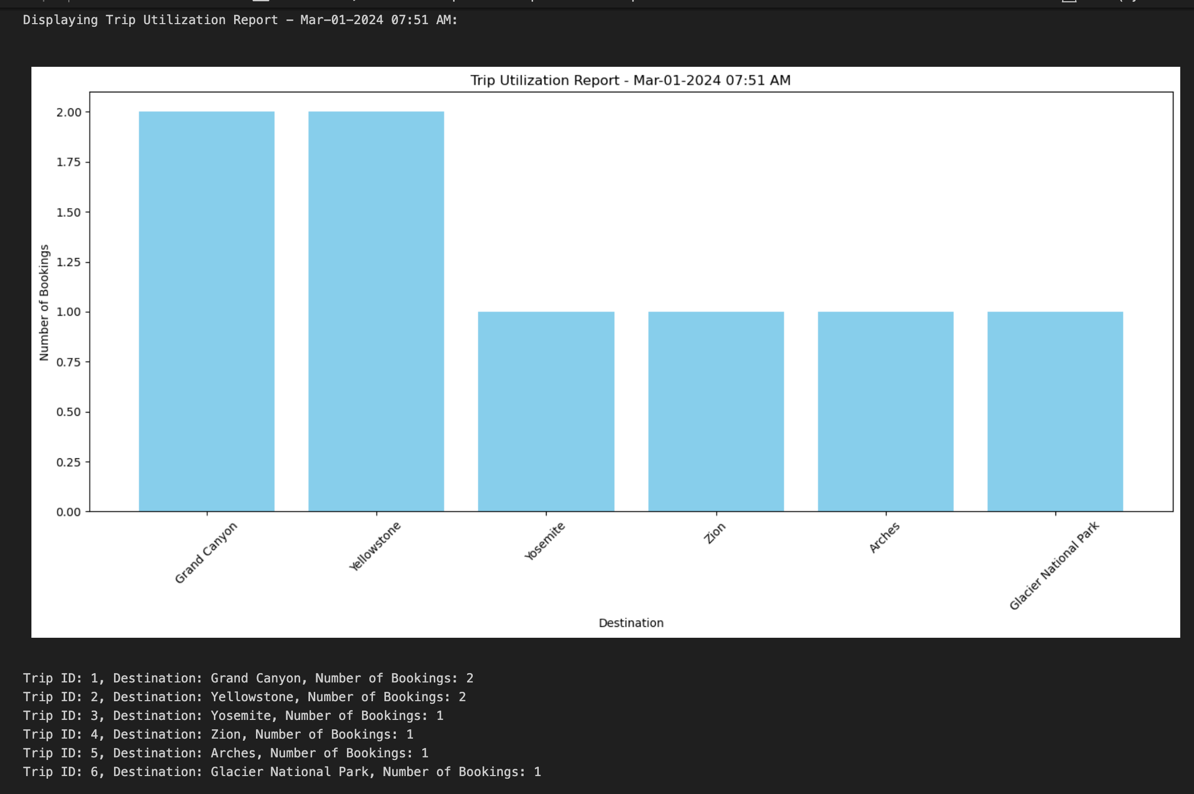 Displaying Trip Utilization Report - Mar-01-2024 07:51 AM:
Trip Utilization Report - Mar-01-2024 07:51 AM
2.00
1.75
1.50
1.25
1.00
0.75
0.50
0.25
0.00
Number of Bookings
Grand Canyon
Yellowstone
Yosemite
Zion
Arches
Glacier National Park
Destination
Trip ID: 1, Destination: Grand Canyon, Number of Bookings: 2
Trip ID: 2, Destination: Yellowstone, Number of Bookings: 2
Trip ID: 3, Destination: Yosemite, Number of Bookings: 1
Trip ID: 4, Destination: Zion, Number of Bookings: 1
Trip ID: 5, Destination: Arches, Number of Bookings: 1
Trip ID: 6, Destination: Glacier National Park, Number of Bookings: 1